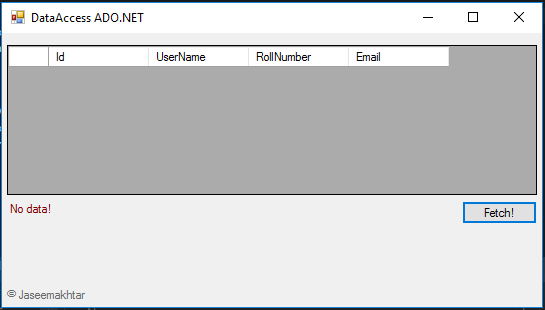 DataAccess ADO.NET
Id UserName RollNumber Email
No data!
Fetch!
© Jaseemakhtar